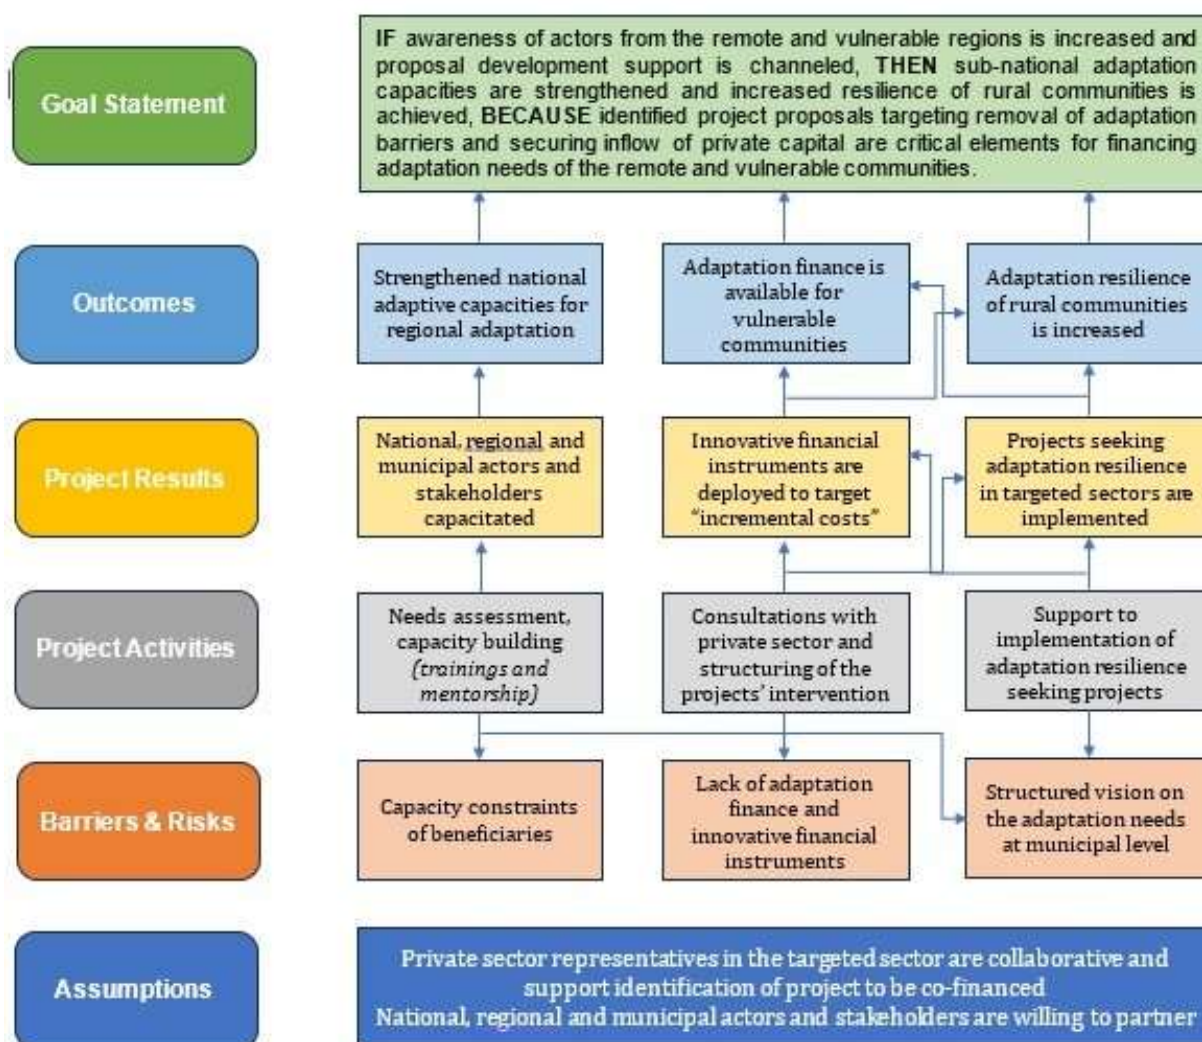 Goal Statement
IF awareness of actors from the remote and vulnerable regions is increased and
proposal development support is channeled, THEN sub-national adaptation
capacities are strengthened and increased resilience of rural communities is
achieved, BECAUSE identified project proposals targeting removal of adaptation
barriers and securing inflow of private capital are critical elements for financing
adaptation needs of the remote and vulnerable communities.
Outcomes
Strengthened national
adaptive capacities for
regional adaptation
Adaptation finance is
available for
vulnerable
communities
Adaptation resilience
of rural communities
is increased
Project Results
National, regional and
municipal actors and
stakeholders
capacitated
Innovative financial
instruments are
deployed to target
“incremental costs”
Projects seeking
adaptation resilience
in targeted sectors are
implemented
Project Activities
Needs assessment,
capacity building
(trainings and
mentorship)
Consultations with
private sector and
structuring of the
projects’ intervention
Support to
implementation of
adaptation resilience
seeking projects
Barriers & Risks
Capacity constraints
of beneficiaries
Lack of adaptation
finance and
innovative financial
instruments
Structured vision on
the adaptation needs
at municipal level
Assumptions
Private sector representatives in the targeted sector are collaborative and
support identification of project to be co-financed
National, regional and municipal actors and stakeholders are willing to partner